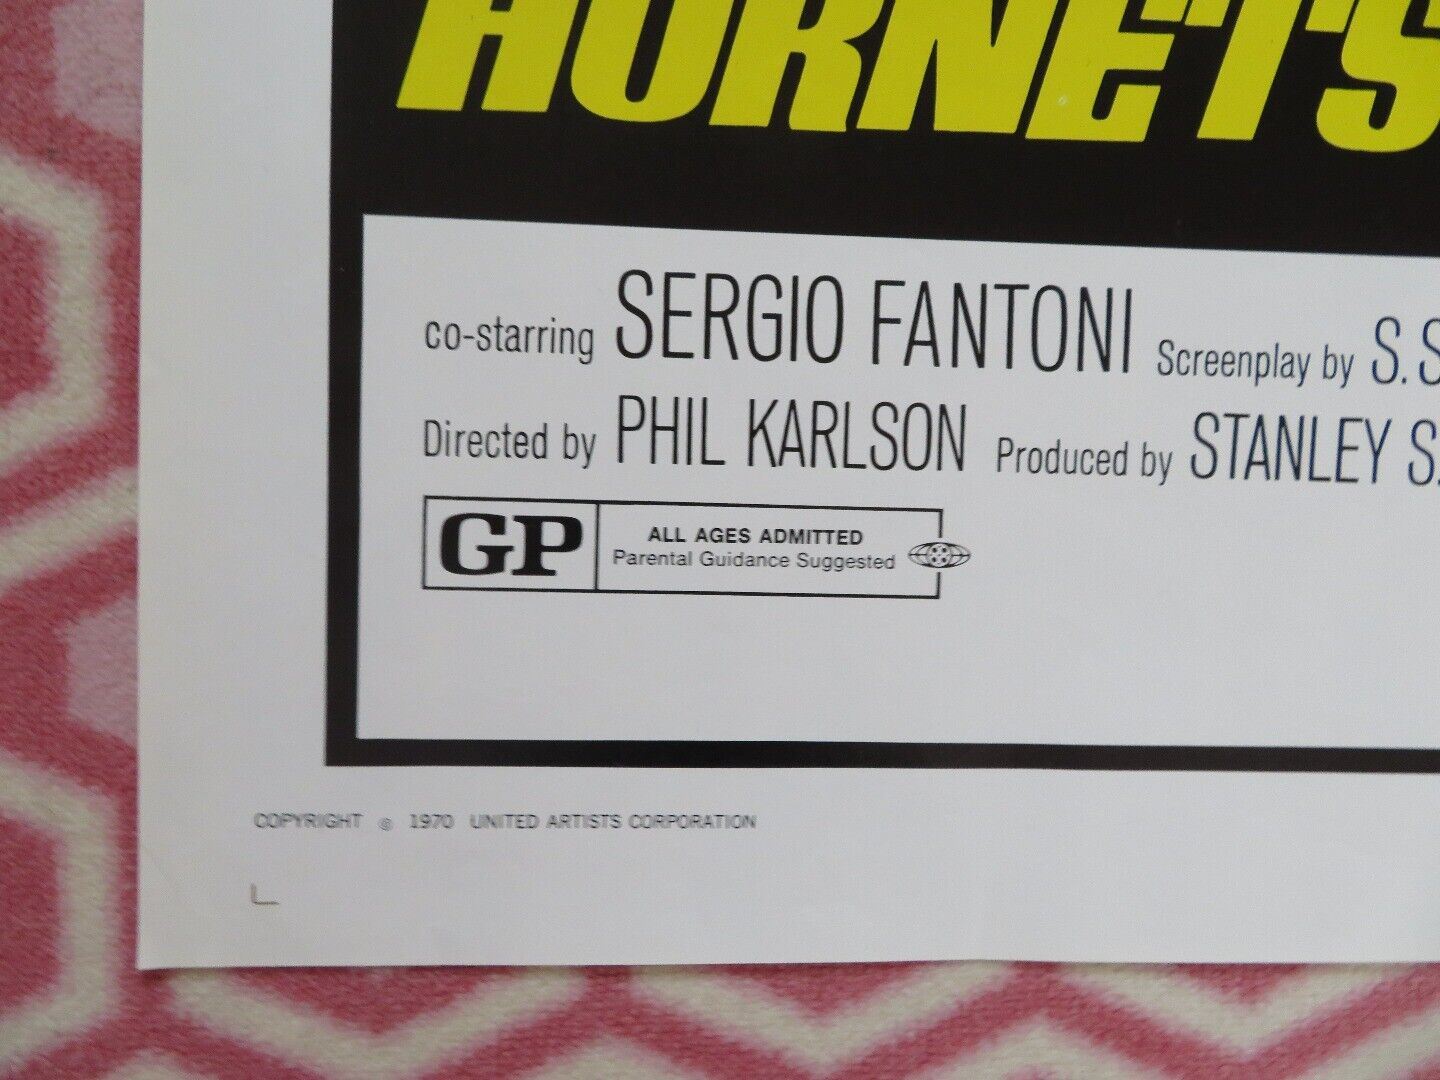 HORNETS
co-starring SERGIO FANTONI Screenplay by S.S
Directed by PHIL KARLSON Produced by STANLEY S.
GP
ALL AGES ADMITTED
Parental Guidance Suggested
COPYRIGHT © 1970 UNITED ARTISTS CORPORATION